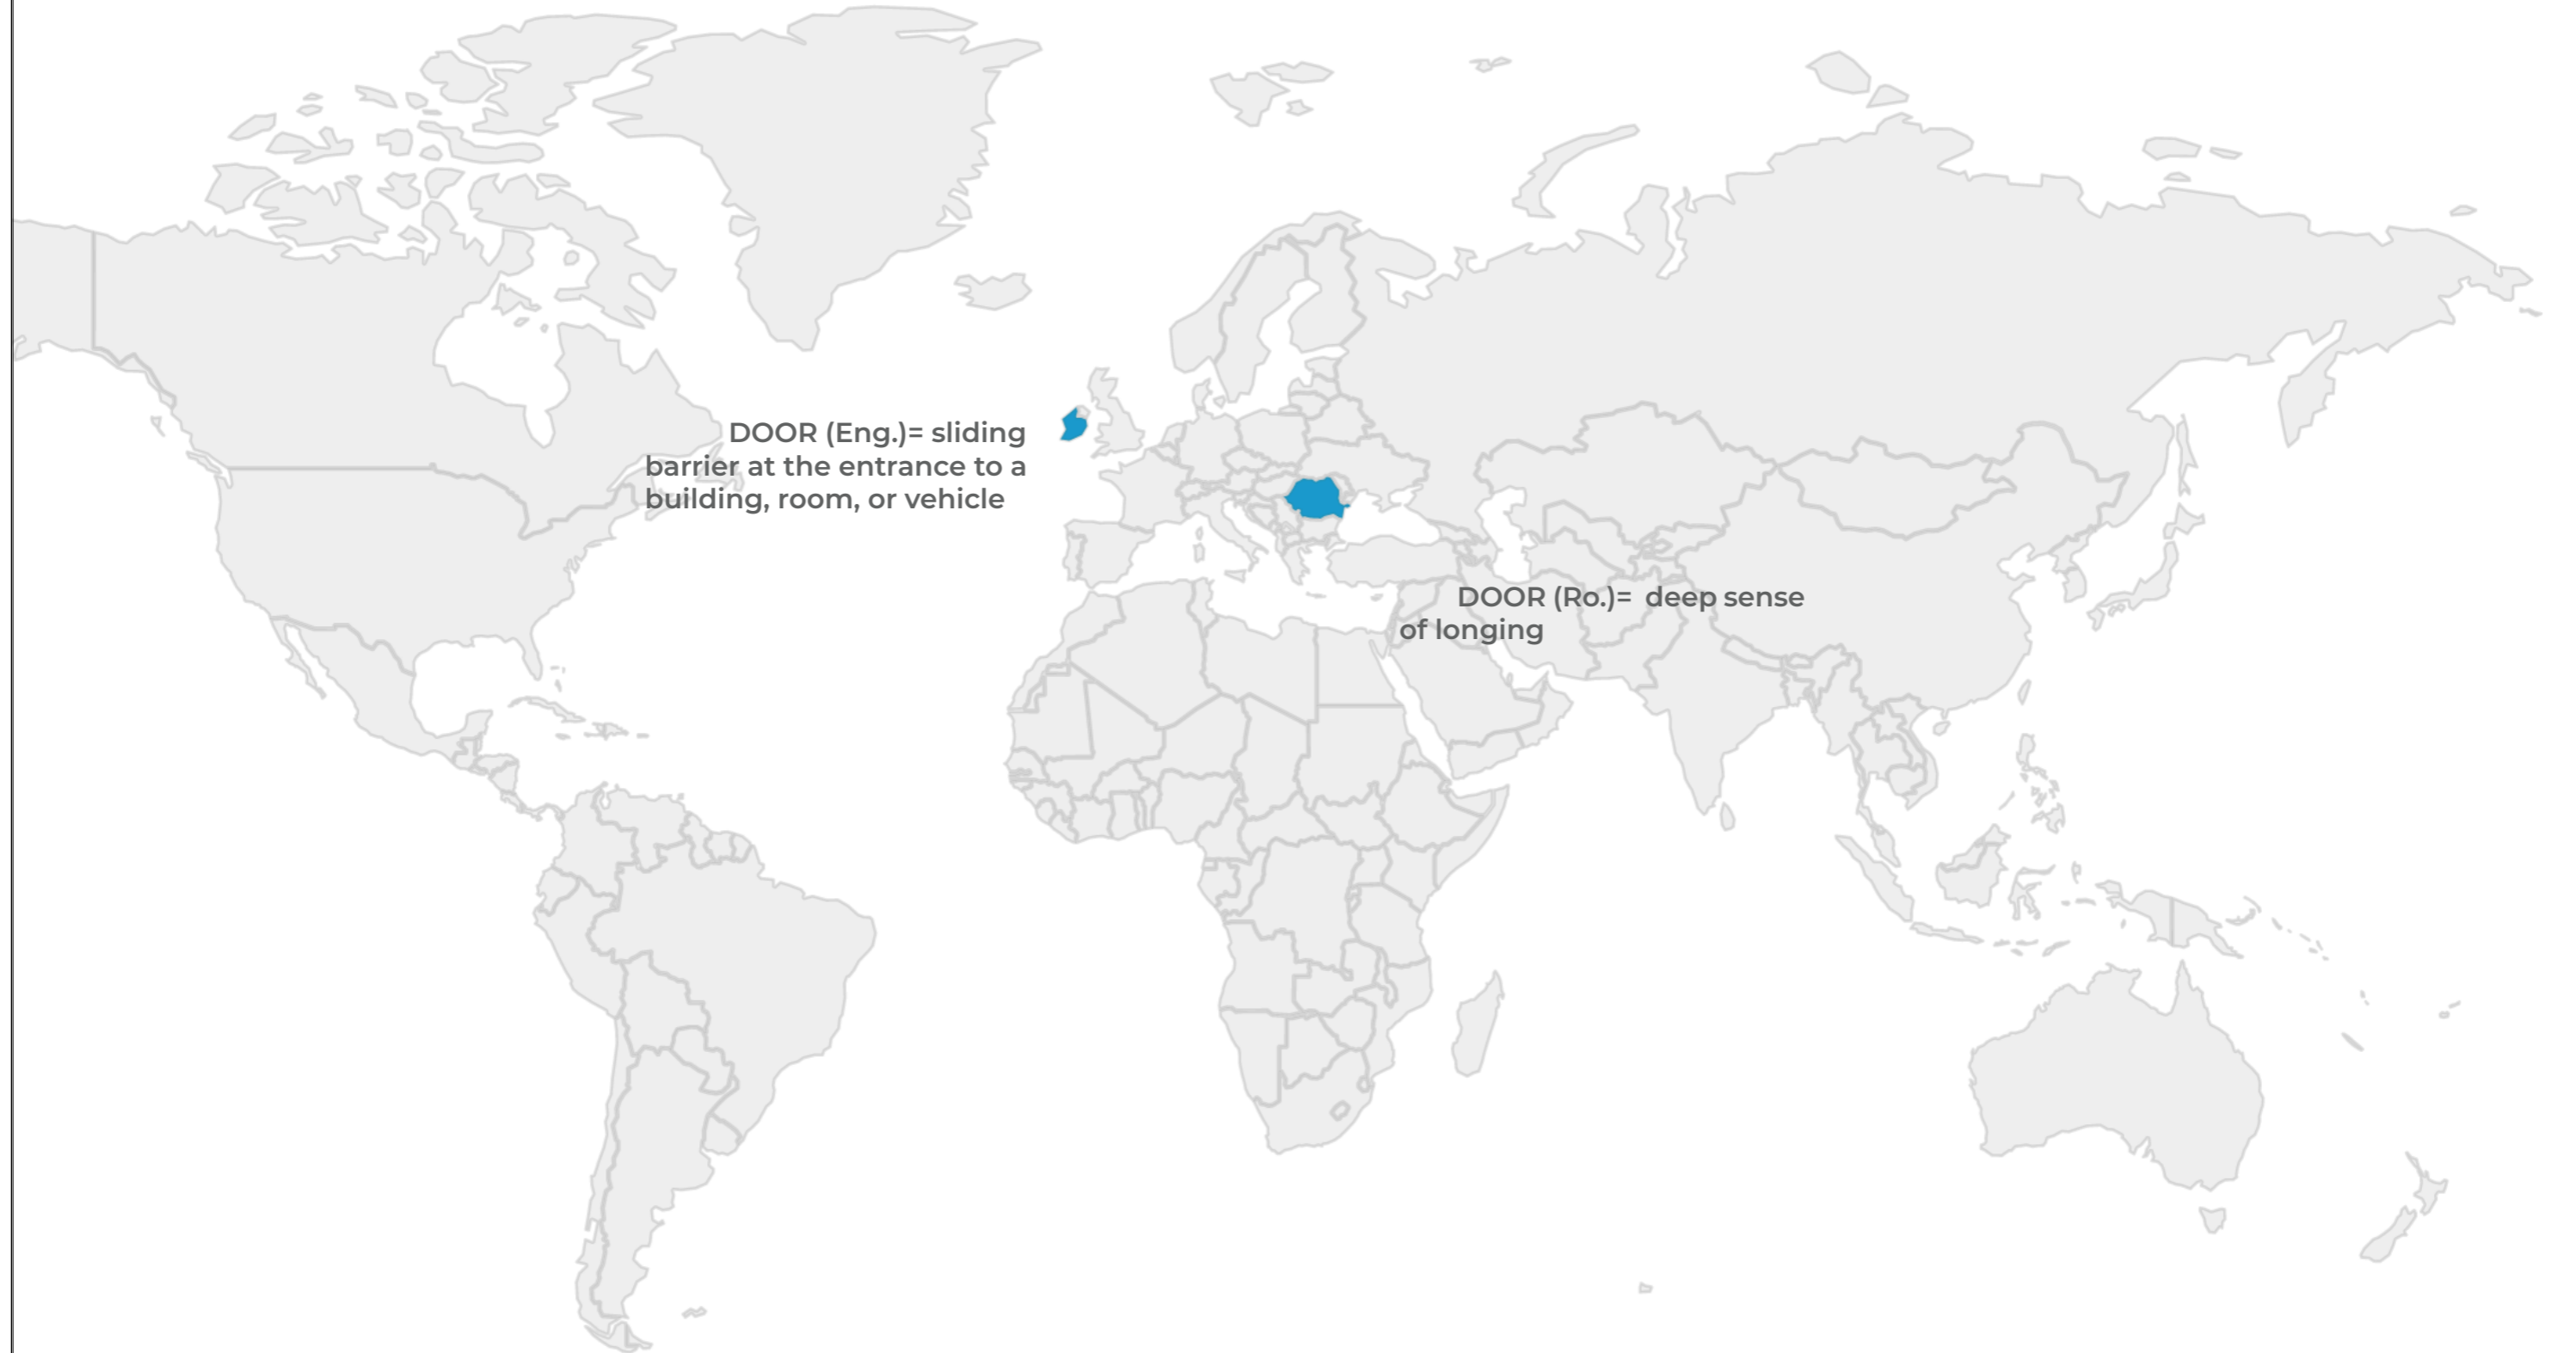 DOOR (Eng.)= sliding
barrier at the entrance to a
building, room, or vehicle
DOOR (Ro.)= deep sense
of longing